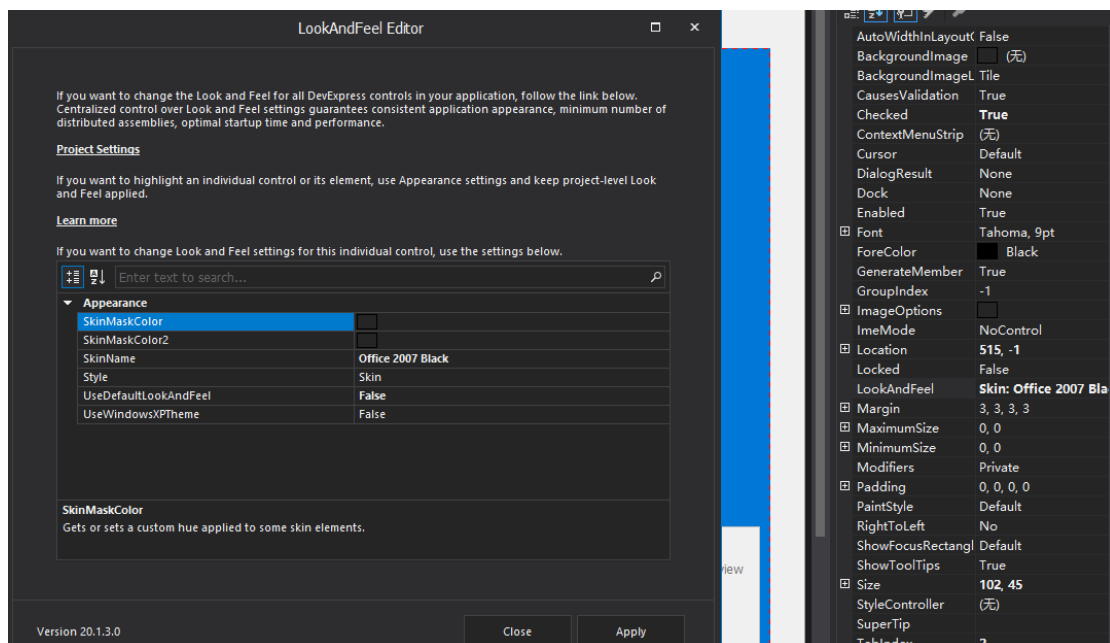 LookAndFeel Editor
If you want to change the Look and Feel for all DevExpress controls in your application, follow the link below.
Centralized control over Look and Feel settings guarantees consistent application appearance, minimum number of
distributed assemblies, optimal startup time and performance.
Project Settings
If you want to highlight an individual control or its element, use Appearance settings and keep project-level Look
and Feel applied.
Learn more
If you want to change Look and Feel settings for this individual control, use the settings below.
Enter text to search...
Appearance
SkinMaskColor
SkinMaskColor2
SkinName Office 2007 Black
Style Skin
UseDefaultLookAndFeel False
UseWindowsXPTheme False
SkinMaskColor
Gets or sets a custom hue applied to some skin elements.
Version 20.1.3.0
Close Apply
AutoWidthInLayoutC False
BackgroundImage (无)
BackgroundImageL Tile
CausesValidation True
Checked True
ContextMenuStrip (无)
Cursor Default
DialogResult None
Dock None
Enabled True
Font Tahoma, 9pt
ForeColor Black
GenerateMember True
GroupIndex -1
ImageOptions
ImeMode NoControl
Location 515, -1
Locked False
LookAndFeel Skin: Office 2007 Bla
Margin 3, 3, 3, 3
MaximumSize 0, 0
MinimumSize 0, 0
Modifiers Private
Padding 0, 0, 0, 0
PaintStyle Default
RightToLeft No
ShowFocusRectangl Default
ShowToolTips True
Size 102, 45
StyleController (无)
SuperTip